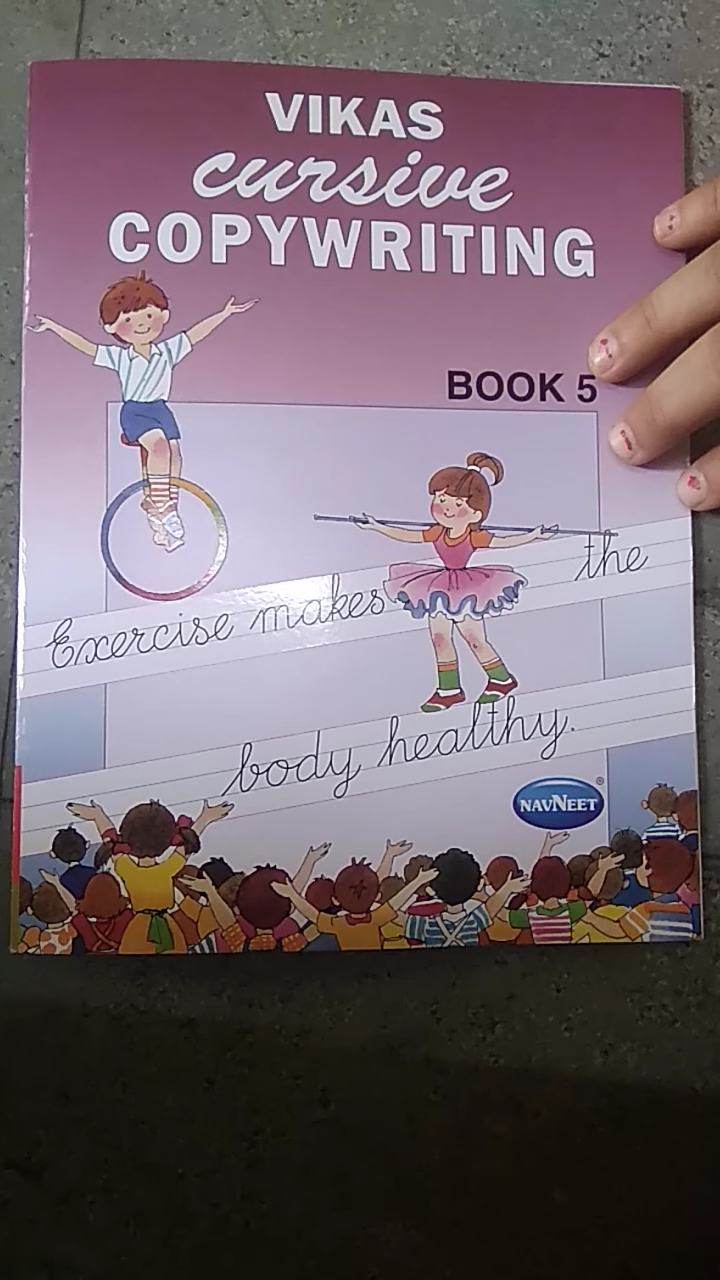 VIKAS
cursive
COPYWRITING
BOOK 5
Exercise makes the
body healthy.
NAVNEET